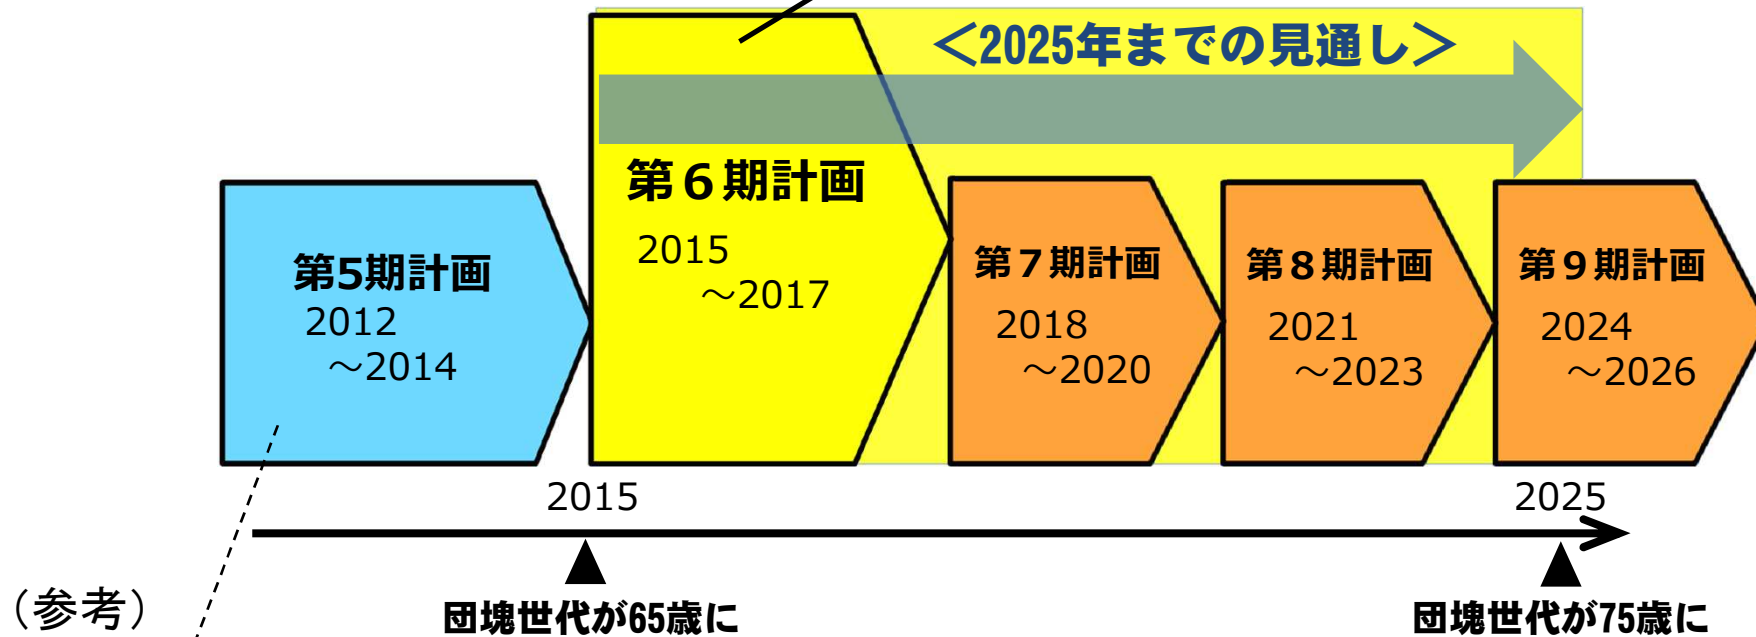 ＜2025年までの見通し＞
第５期計画
2012
～2014
第６期計画
2015
～2017
第７期計画
2018
～2020
第８期計画
2021
～2023
第９期計画
2024
～2026
2015
2025
団塊世代が65歳に
団塊世代が75歳に
（参考）